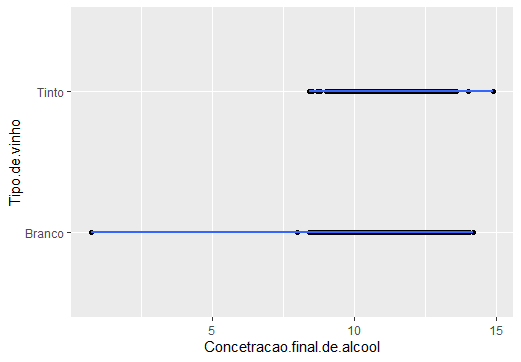 Tipo.de.vinho
Tinto
Branco
5
10
15
Concetracao.final.de.alcool